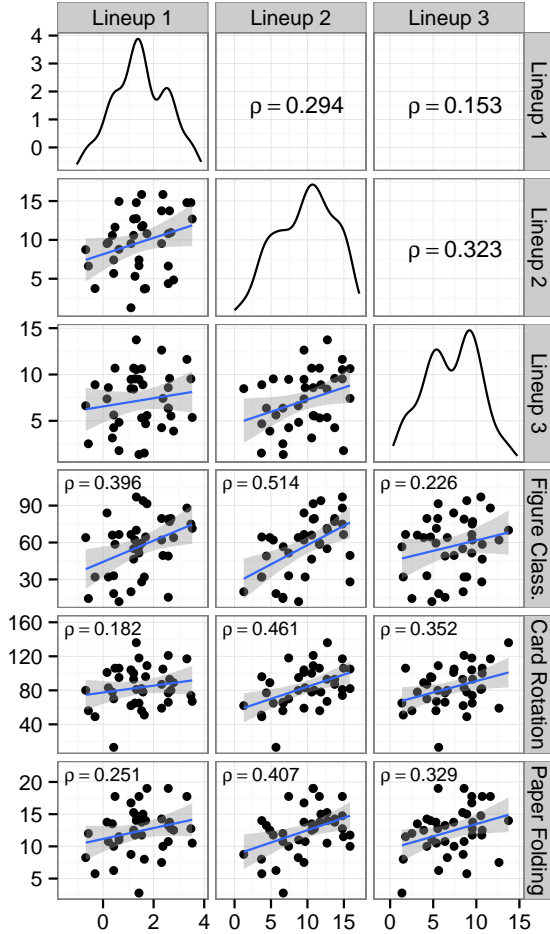 Lineup 1 Lineup 2 Lineup 3
4
3
2
1
0
ρ = 0.294 ρ = 0.153
Lineup 1
15
10
5
ρ = 0.323
Lineup 2
15
10
5
Lineup 3
90
60
30
ρ = 0.396 ρ = 0.514 ρ = 0.226
Figure Class.
160
120
80
40
ρ = 0.182 ρ = 0.461 ρ = 0.352
Card Rotation
20
15
10
5
ρ = 0.251 ρ = 0.407 ρ = 0.329
Paper Folding
0 2 4 0 5 10 15 0 5 10 15